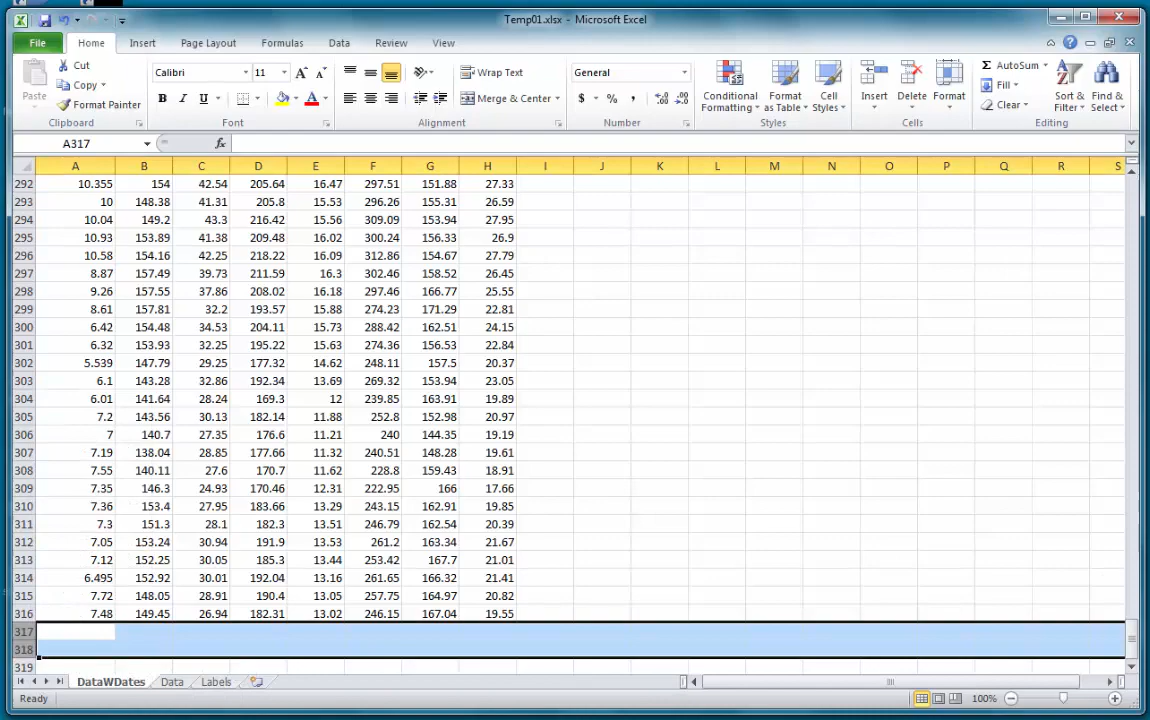 Temp01.xlsx - Microsoft Excel
File Home Insert Page Layout Formulas Data Review View
Paste Cut Copy Format Painter
Calibri 11 A A
B I U A
Wrap Text
Merge & Center
General
$ % , .00 .0
Conditional Formatting Format as Table Cell Styles
Insert Delete Format
Σ AutoSum Fill Clear
Sort & Filter Find & Select
Clipboard Font Alignment Number Styles Cells Editing
A317 fx
A B C D E F G H I J K L M N O P Q R S
292 10.355 154 42.54 205.64 16.47 297.51 151.88 27.33
293 10 148.38 41.31 205.8 15.53 296.26 155.31 26.59
294 10.04 149.2 43.3 216.42 15.56 309.09 153.94 27.95
295 10.93 153.89 41.38 209.48 16.02 300.24 156.33 26.9
296 10.58 154.16 42.25 218.22 16.09 312.86 154.67 27.79
297 8.87 157.49 39.73 211.59 16.3 302.46 158.52 26.45
298 9.26 157.55 37.86 208.02 16.18 297.46 166.77 25.55
299 8.61 157.81 32.2 193.57 15.88 274.23 171.29 22.81
300 6.42 154.48 34.53 204.11 15.73 288.42 162.51 24.15
301 6.32 153.93 32.25 195.22 15.63 274.36 156.53 22.84
302 5.539 147.79 29.25 177.32 14.62 248.11 157.5 20.37
303 6.1 143.28 32.86 192.34 13.69 269.32 153.94 23.05
304 6.01 141.64 28.24 169.3 12 239.85 163.91 19.89
305 7.2 143.56 30.13 182.14 11.88 252.8 152.98 20.97
306 7 140.7 27.35 176.6 11.21 240 144.35 19.19
307 7.19 138.04 28.85 177.66 11.32 240.51 148.28 19.61
308 7.55 140.11 27.6 170.7 11.62 228.8 159.43 18.91
309 7.35 146.3 24.93 170.46 12.31 222.95 166 17.66
310 7.36 153.4 27.95 183.66 13.29 243.15 162.91 19.85
311 7.3 151.3 28.1 182.3 13.51 246.79 162.54 20.39
312 7.05 153.24 30.94 191.9 13.53 261.2 163.34 21.67
313 7.12 152.25 30.05 185.3 13.44 253.42 167.7 21.01
314 6.495 152.92 30.01 192.04 13.16 261.65 166.32 21.41
315 7.72 148.05 28.91 190.4 13.05 257.75 164.97 20.82
316 7.48 149.45 26.94 182.31 13.02 246.15 167.04 19.55
317
318
319
DataWDates Data Labels
Ready 100%